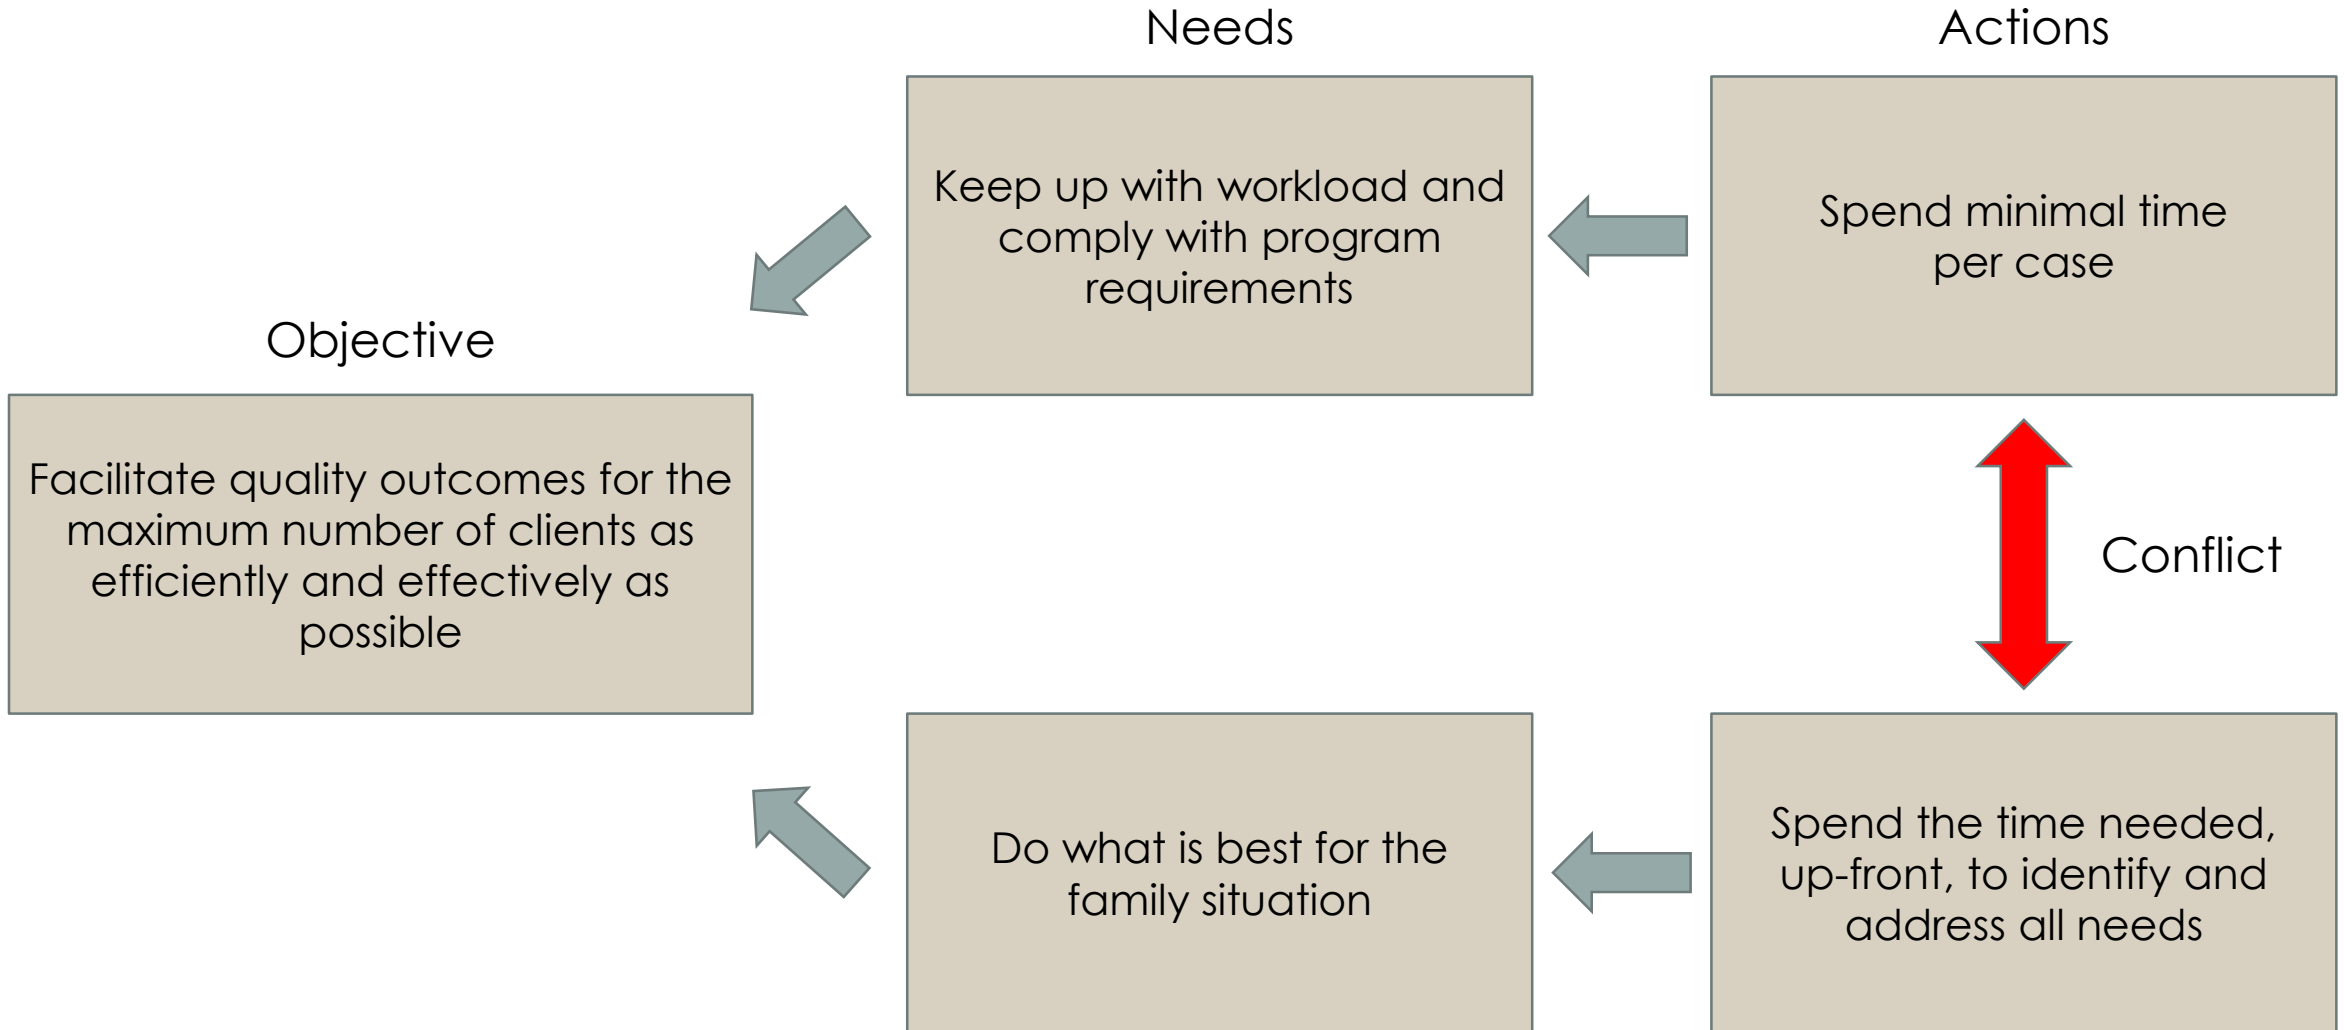 Needs
Actions
Keep up with workload and
comply with program
requirements
Spend minimal time
per case
Objective
Facilitate quality outcomes for the
maximum number of clients as
efficiently and effectively as
possible
Conflict
Do what is best for the
family situation
Spend the time needed,
up-front, to identify and
address all needs